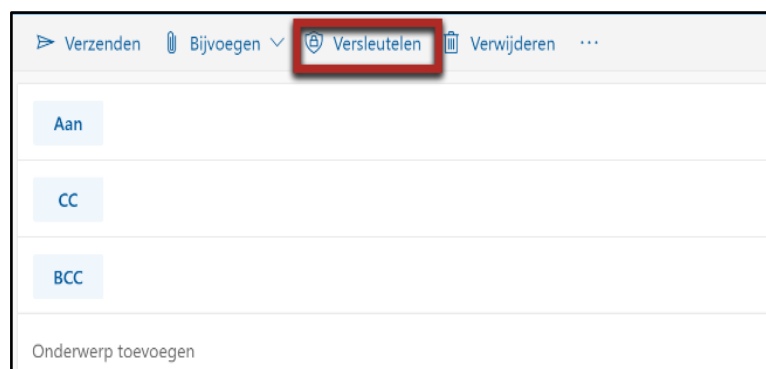 Verzenden Bijvoegen Versleutelen Verwijderen ...
Aan
CC
BCC
Onderwerp toevoegen